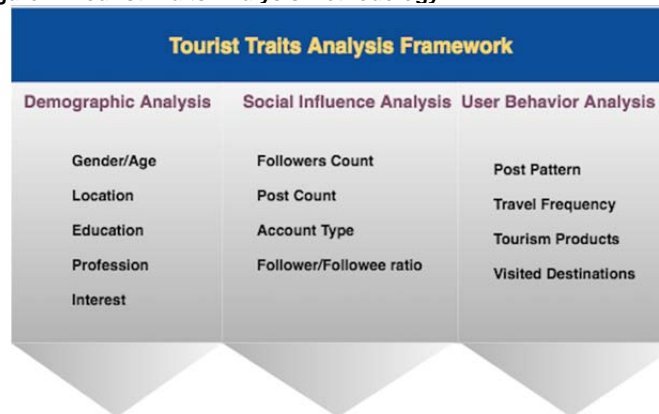 Tourist Traits Analysis Framework
Demographic Analysis
Gender/Age
Location
Education
Profession
Interest
Social Influence Analysis
Followers Count
Post Count
Account Type
Follower/Followee ratio
User Behavior Analysis
Post Pattern
Travel Frequency
Tourism Products
Visited Destinations